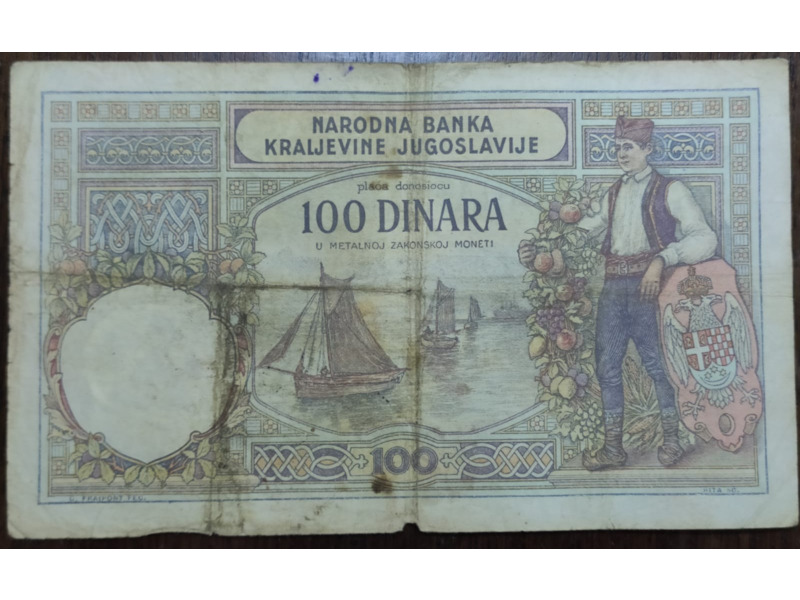 NARODNA BANKA
KRALJEVINE JUGOSLAVIJE
plaća donosiocu
100 DINARA
U METALNOJ ZAKONSKOJ MONETI
100